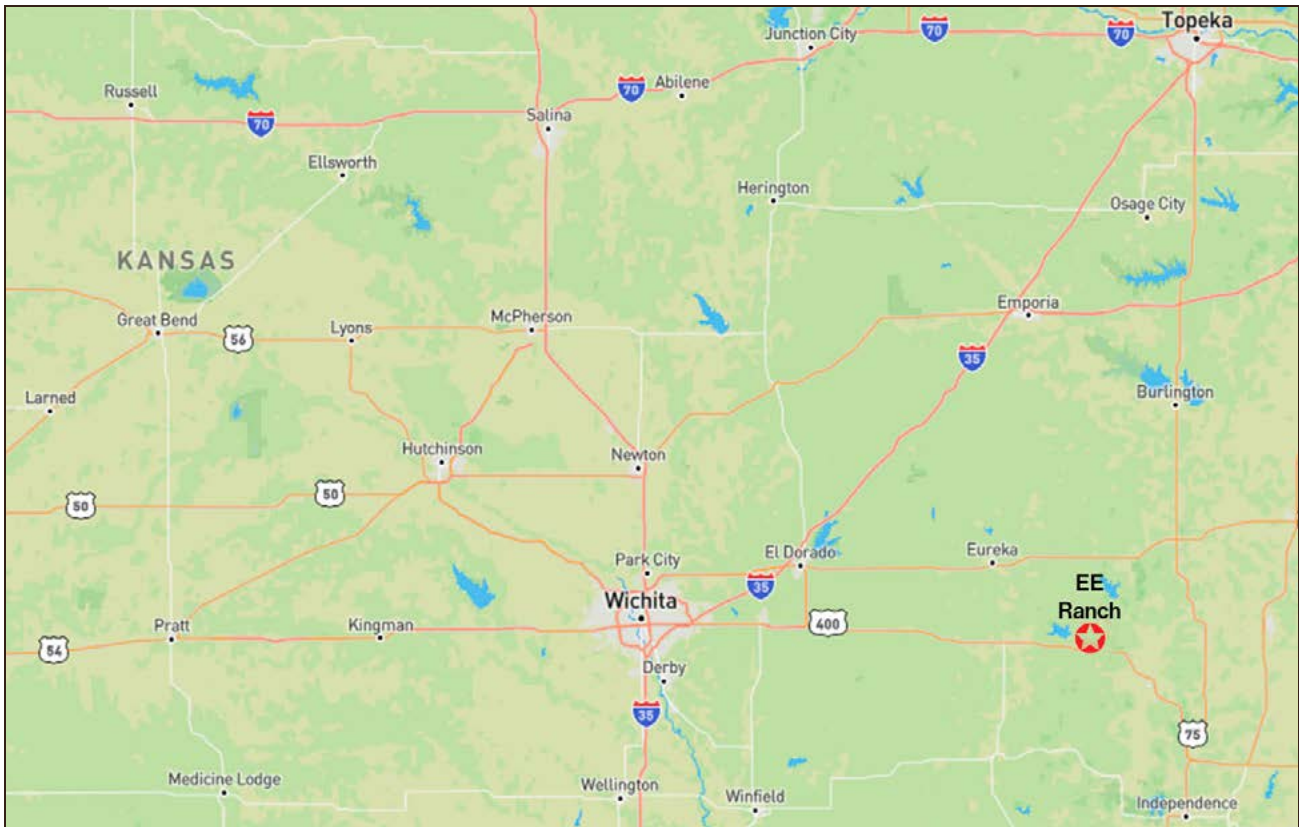 Topeka
Junction City
70
70
Abilene
70
Russell
70
Salina
Ellsworth
Herington
Osage City
KANSAS
Emporia
Great Bend
56
Lyons
McPherson
35
Larned
Burlington
Hutchinson
Newton
50
50
Park City
El Dorado
Eureka
35
EE
Ranch
Wichita
Pratt
Kingman
400
54
Derby
35
75
Medicine Lodge
Wellington
Winfield
Independence